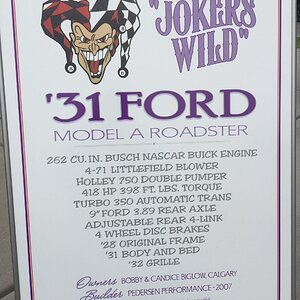 "JOKERS
WILD"
'31 FORD
MODEL A ROADSTER
262 CU. IN. BUSCH NASCAR BUICK ENGINE
4-71 LITTLEFIELD BLOWER
HOLLEY 750 DOUBLE PUMPER
418 HP 398 FT. LBS. TORQUE
TURBO 350 AUTOMATIC TRANS
9" FORD 3.89 REAR AXLE
ADJUSTABLE REAR 4-LINK
4 WHEEL DISC BRAKES
'28 ORIGINAL FRAME
'31 BODY AND BED
'32 GRILLE
Owners BOBBY & CANDICE BIGLOW, CALGARY
Builder PEDERSEN PERFORMANCE - 2007